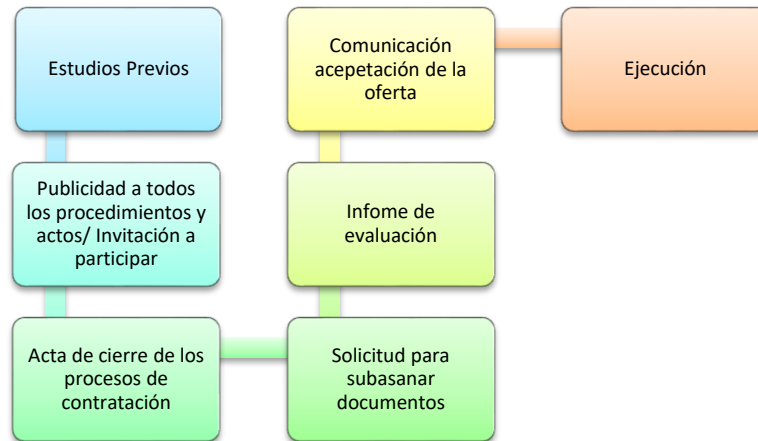 Estudios Previos
Publicidad a todos
los procedimientos y
actos/ Invitación a
participar
Acta de cierre de los
procesos de
contratación
Solicitud para
subasanar
documentos
Infome de
evaluación
Comunicación
acepetación de la
oferta
Ejecución